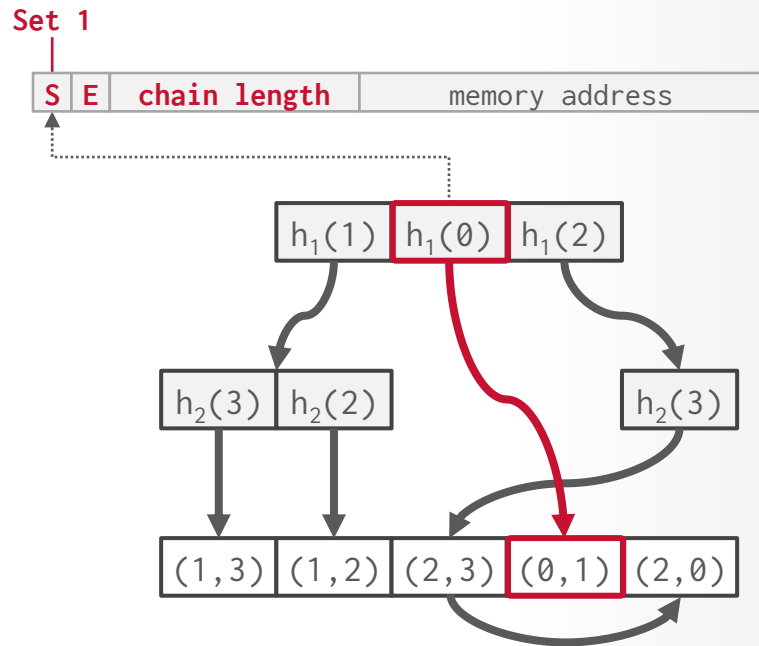 Set 1
S E chain length memory address
h₁(1) h₁(0) h₁(2)
h₂(3) h₂(2) h₂(3)
(1,3) (1,2) (2,3) (0,1) (2,0)